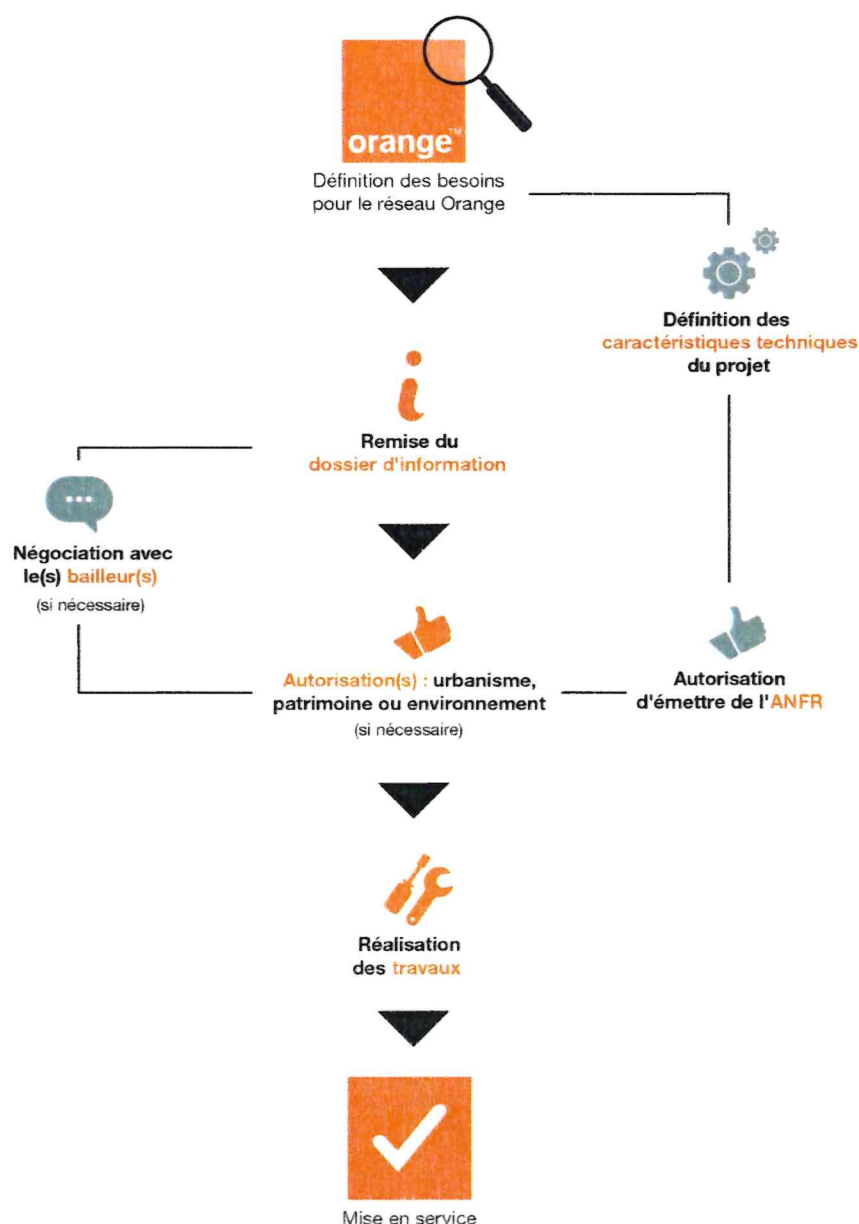 orange™
Définition des besoins
pour le réseau Orange
Définition des
caractéristiques techniques
du projet
Remise du
dossier d'information
Négociation avec
le(s) bailleur(s)
(si nécessaire)
Autorisation(s) : urbanisme,
patrimoine ou environnement
(si nécessaire)
Autorisation
d'émettre de l'ANFR
Réalisation
des travaux
Mise en service